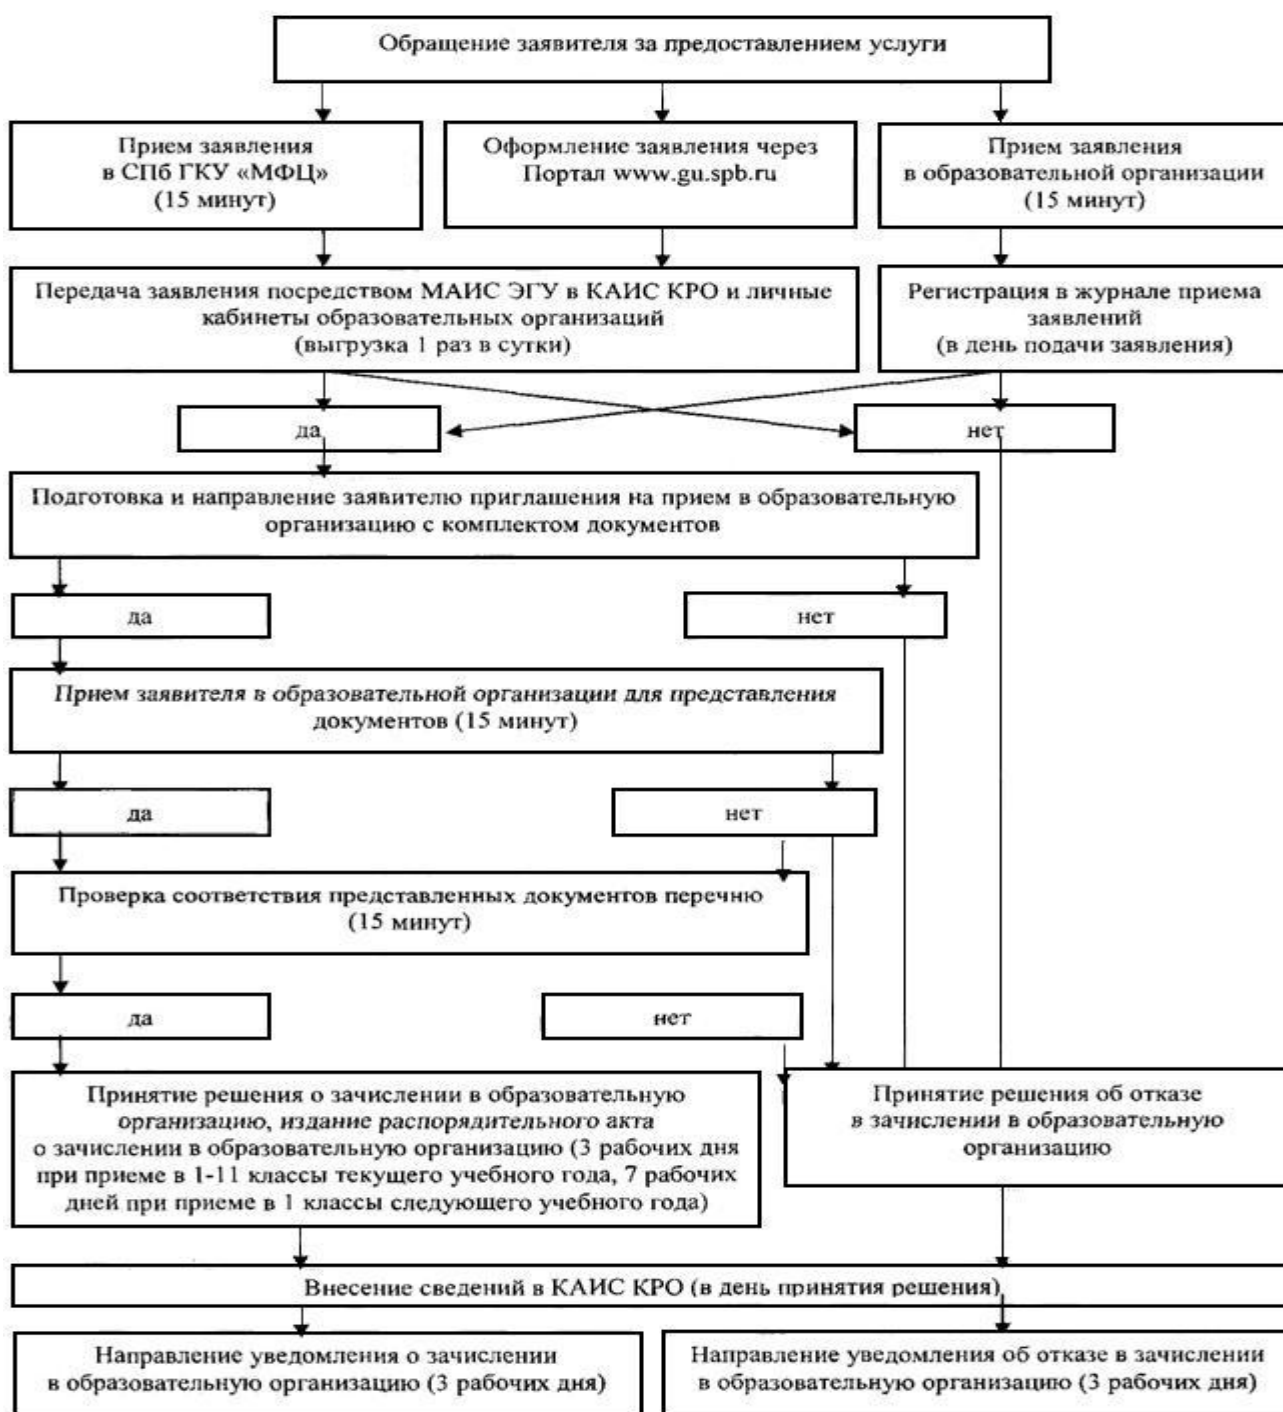 Обращение заявителя за предоставлением услуги
Прием заявления
в СПб ГКУ «МФЦ»
(15 минут)
Оформление заявления через
Портал www.gu.spb.ru
Прием заявления
в образовательной организации
(15 минут)
Передача заявления посредством МАИС ЭГУ в КАИС КРО и личные
кабинеты образовательных организаций
(выгрузка 1 раз в сутки)
Регистрация в журнале приема
заявлений
(в день подачи заявления)
да
нет
Подготовка и направление заявителю приглашения на прием в образовательную
организацию с комплектом документов
да
нет
Прием заявителя в образовательной организации для представления
документов (15 минут)
да
нет
Проверка соответствия представленных документов перечню
(15 минут)
да
нет
Принятие решения о зачислении в образовательную
организацию, издание распорядительного акта
о зачислении в образовательную организацию (3 рабочих дня
при приеме в 1-11 классы текущего учебного года, 7 рабочих
дней при приеме в 1 классы следующего учебного года)
Принятие решения об отказе
в зачислении в образовательную
организацию
Внесение сведений в КАИС КРО (в день принятия решения)
Направление уведомления о зачислении
в образовательную организацию (3 рабочих дня)
Направление уведомления об отказе в зачислении
в образовательную организацию (3 рабочих дня)